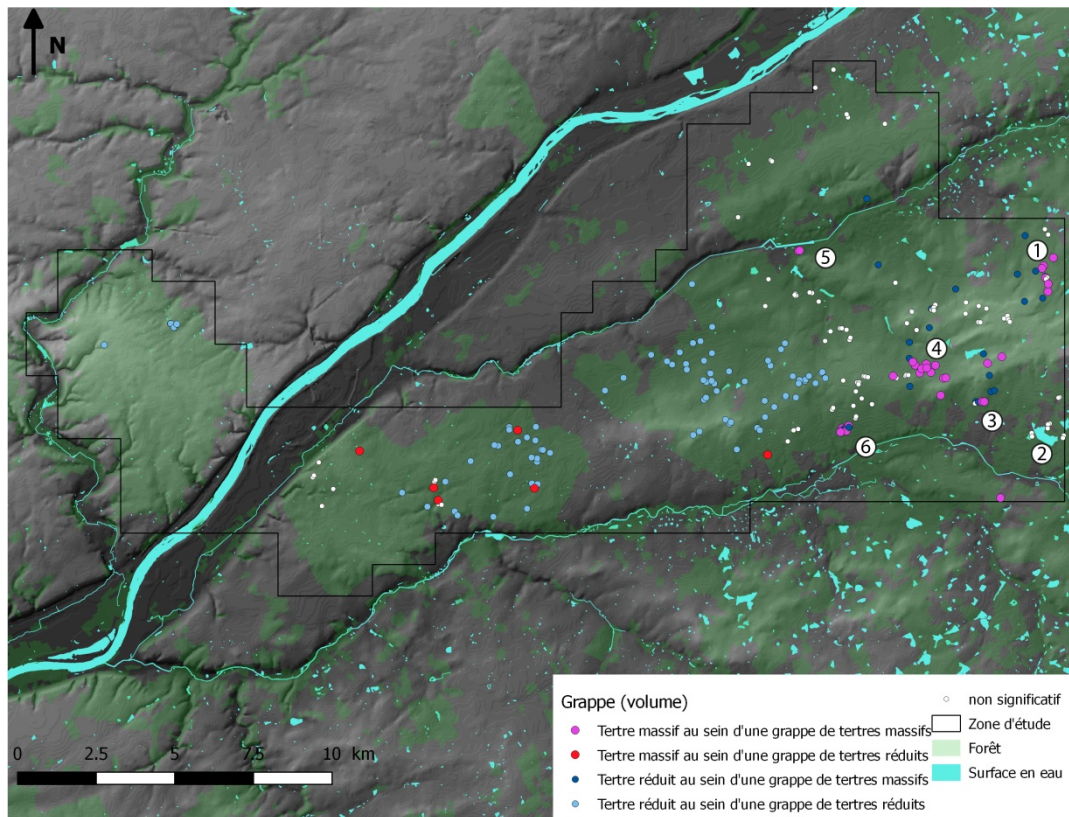 N
1
5
4
3
2
6
Grappe (volume)
Tertre massif au sein d'une grappe de tertres massifs
Tertre massif au sein d'une grappe de tertres réduits
Tertre réduit au sein d'une grappe de tertres massifs
Tertre réduit au sein d'une grappe de tertres réduits
non significatif
Zone d'étude
Forêt
Surface en eau
0 2.5 5 7.5 10 km